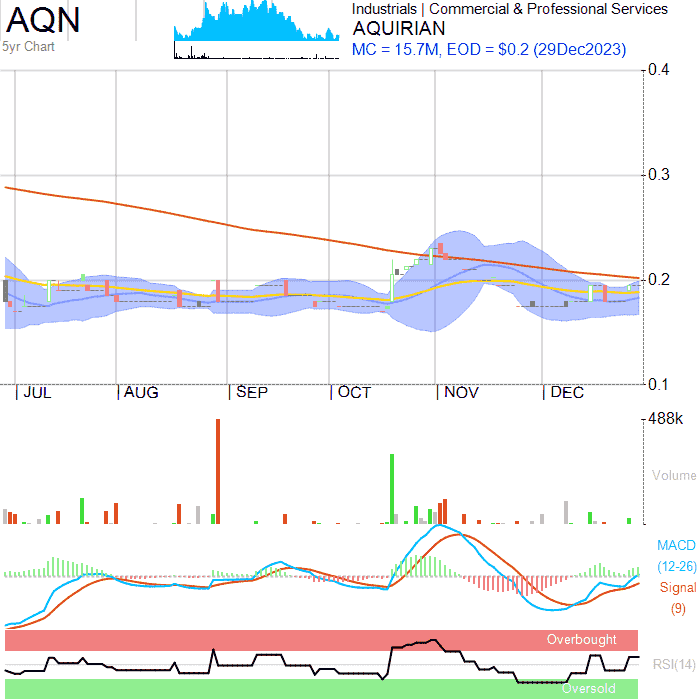 AQN
5yr Chart
Industrials | Commercial & Professional Services
AQUIRIAN
MC = 15.7M, EOD = $0.2 (29Dec2023)
0.4
0.3
0.2
0.1
JUL AUG SEP OCT NOV DEC
488k
Volume
MACD
(12-26)
Signal
(9)
Overbought
RSI(14)
Oversold